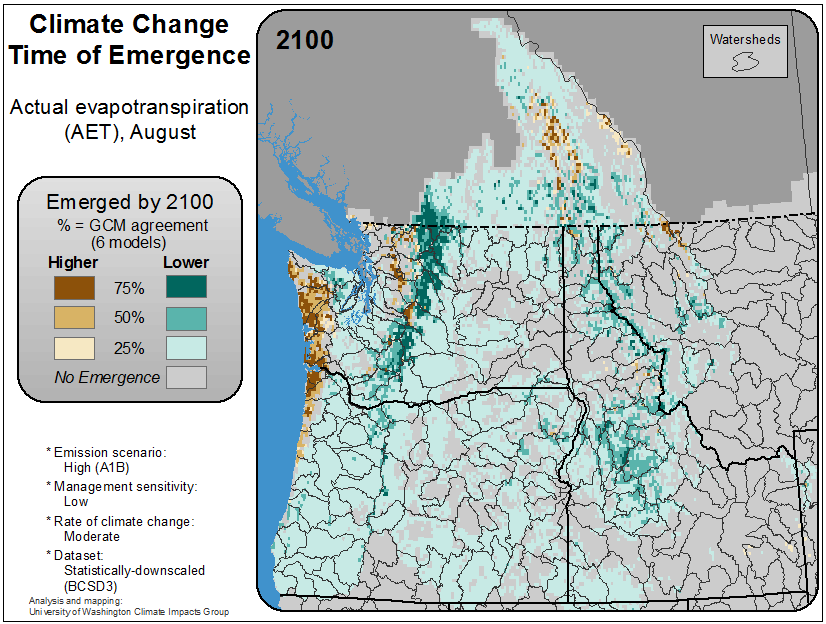 Climate Change
Time of Emergence
Actual evapotranspiration
(AET), August
Emerged by 2100
% = GCM agreement
(6 models)
Higher Lower
75%
50%
25%
No Emergence
* Emission scenario:
High (A1B)
* Management sensitivity:
Low
* Rate of climate change:
Moderate
* Dataset:
Statistically-downscaled
(BCSD3)
Analysis and mapping:
University of Washington Climate Impacts Group
2100
Watersheds